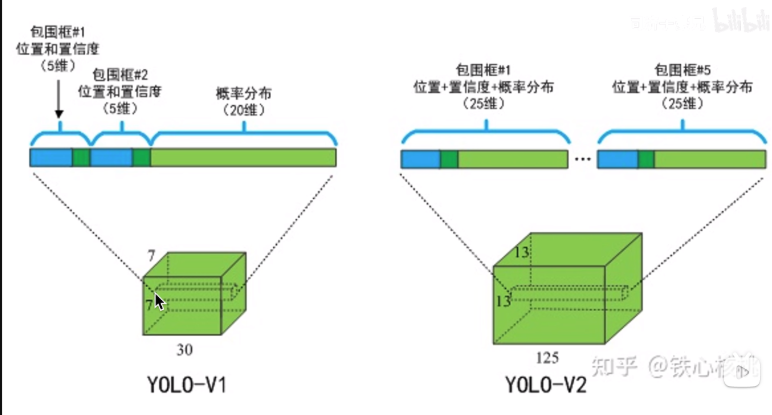 bilibili
包围框#1
位置和置信度
(5维)
包围框#2
位置和置信度
(5维)
概率分布
(20维)
包围框#1
位置+置信度+概率分布
(25维)
包围框#5
位置+置信度+概率分布
(25维)
...
7
7
30
YOLO-V1
13
13
125
YOLO-V2
知乎 @铁心